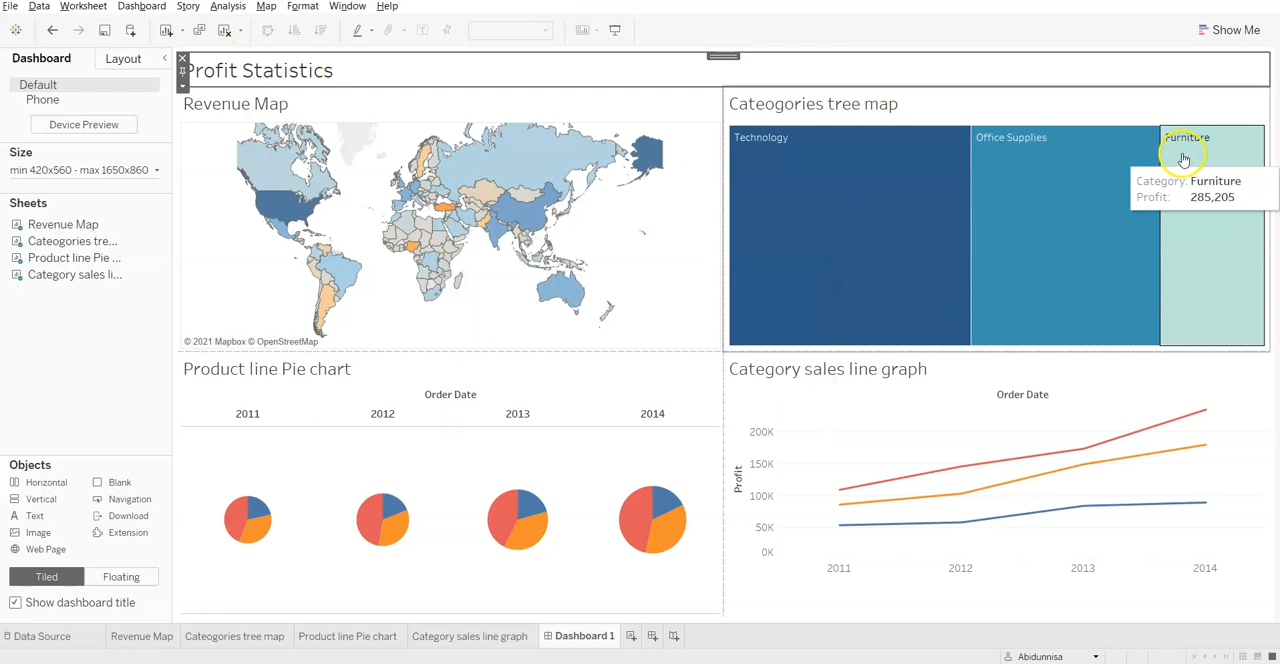 File Data Worksheet Dashboard Story Analysis Map Format Window Help
Show Me
Dashboard Layout
Default
Phone
Device Preview
Size
min 420x560 - max 1650x860
Sheets
Revenue Map
Cateogories tre...
Product line Pie ...
Category sales li...
Objects
Horizontal Blank
Vertical Navigation
Text Download
Image Extension
Web Page
Tiled Floating
Show dashboard title
Profit Statistics
Revenue Map
© 2021 Mapbox © OpenStreetMap
Cateogories tree map
Technology Office Supplies Furniture
Category: Furniture
Profit: 285,205
Product line Pie chart
Order Date
2011 2012 2013 2014
Category sales line graph
Order Date
Profit
200K
150K
100K
50K
0K
2011 2012 2013 2014
Data Source Revenue Map Cateogories tree map Product line Pie chart Category sales line graph Dashboard 1
Abidunnisa